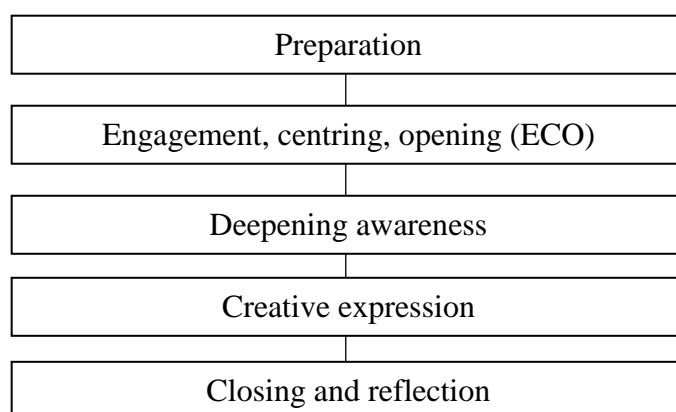 Preparation
Engagement, centring, opening (ECO)
Deepening awareness
Creative expression
Closing and reflection